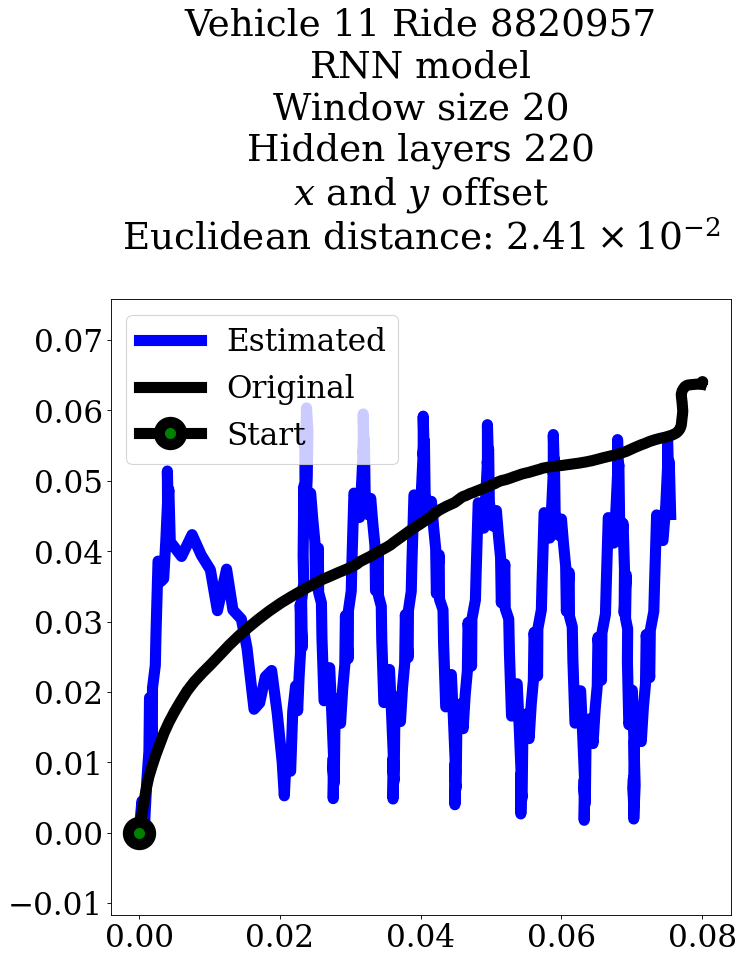 Vehicle 11 Ride 8820957
RNN model
Window size 20
Hidden layers 220
x and y offset
Euclidean distance: 2.41 × 10⁻²
Estimated
Original
Start
0.07
0.06
0.05
0.04
0.03
0.02
0.01
0.00
−0.01
0.00 0.02 0.04 0.06 0.08